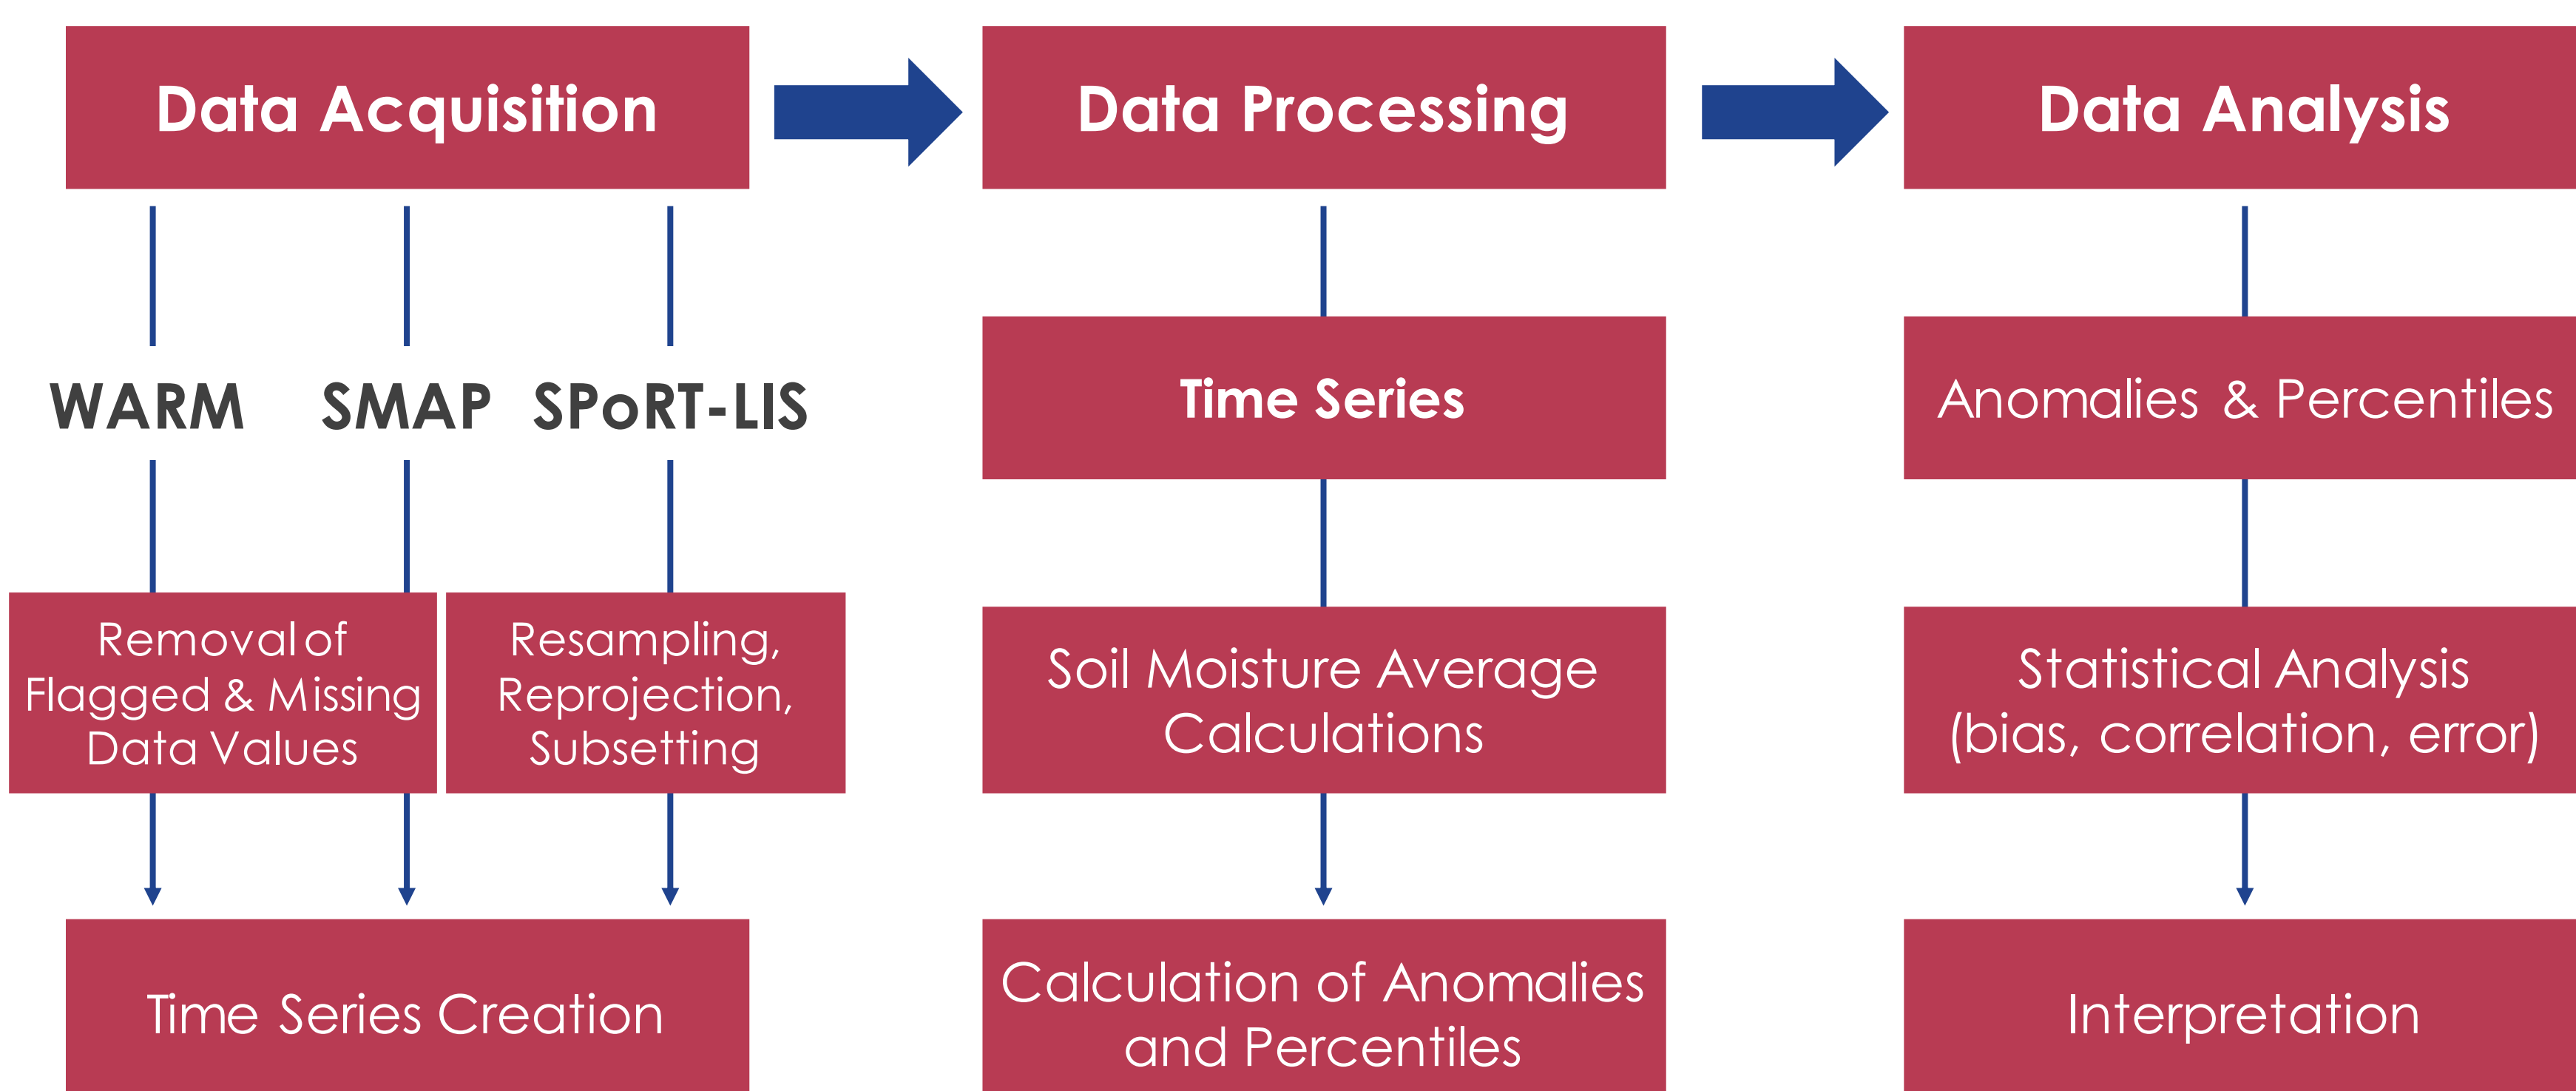 Data Acquisition
Data Processing
Data Analysis
WARM
SMAP
SPoRT-LIS
Time Series
Anomalies & Percentiles
Removal of
Flagged & Missing
Data Values
Resampling,
Reprojection,
Subsetting
Soil Moisture Average
Calculations
Statistical Analysis
(bias, correlation, error)
Time Series Creation
Calculation of Anomalies
and Percentiles
Interpretation